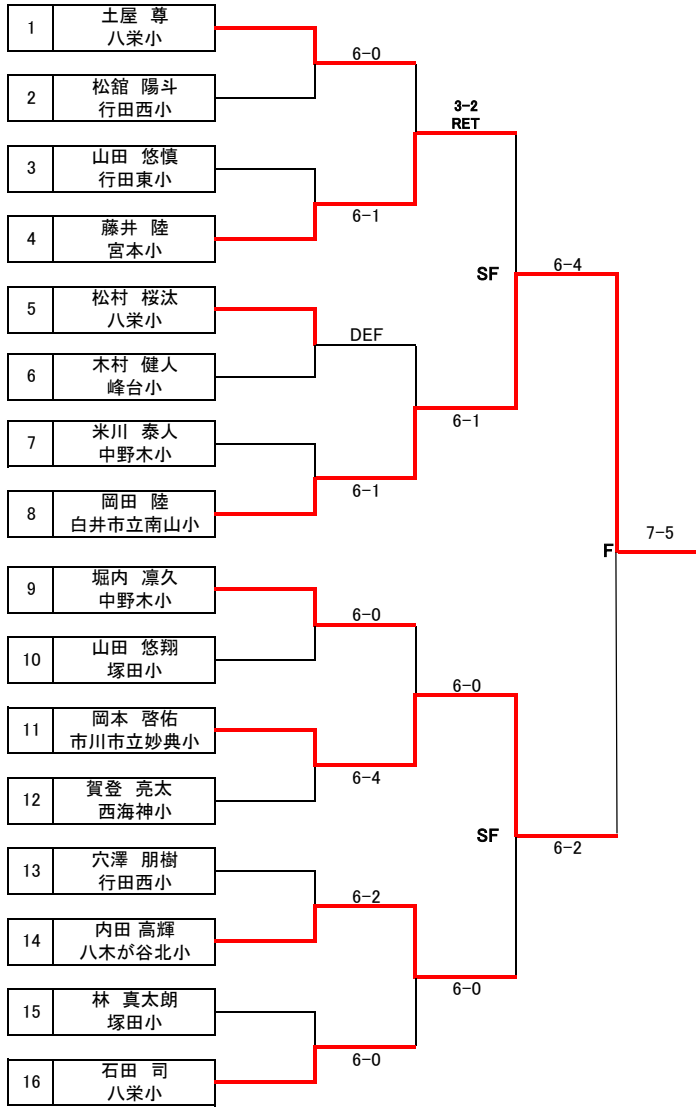 1
土屋 尊
八栄小
6-0
2
松舘 陽斗
行田西小
3-2
RET
3
山田 悠慎
行田東小
6-1
4
藤井 陸
宮本小
SF
6-4
5
松村 桜汰
八栄小
DEF
6
木村 健人
峰台小
6-1
7
米川 泰人
中野木小
6-1
8
岡田 陸
白井市立南山小
F
7-5
9
堀内 凛久
中野木小
6-0
10
山田 悠翔
塚田小
6-0
11
岡本 啓佑
市川市立妙典小
6-4
12
賀登 亮太
西海神小
SF
6-2
13
穴澤 朋樹
行田西小
6-2
14
内田 高輝
八木が谷北小
6-0
15
林 真太朗
塚田小
6-0
16
石田 司
八栄小